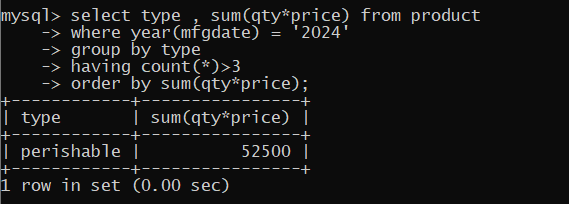 mysql> select type , sum(qty*price) from product
    -> where year(mfgdate) = '2024'
    -> group by type
    -> having count(*)>3
    -> order by sum(qty*price);
+------------+----------------+
| type       | sum(qty*price) |
+------------+----------------+
| perishable |          52500 |
+------------+----------------+
1 row in set (0.00 sec)